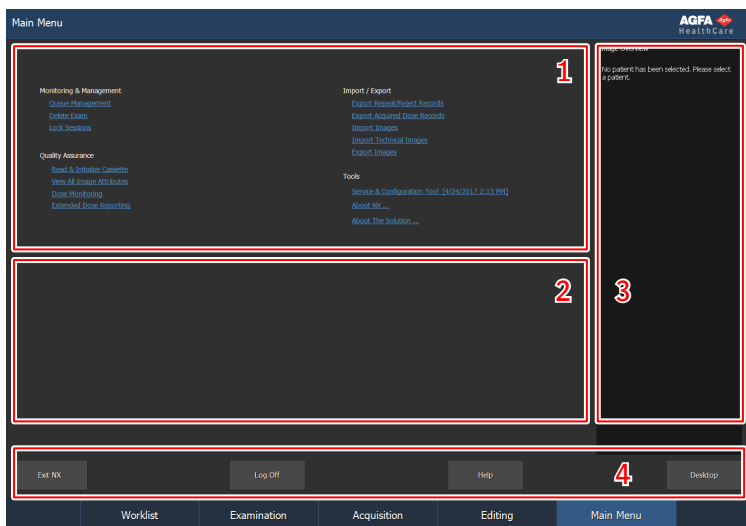 Main Menu
AGFA
HealthCare
1
Image Overview
No patient has been selected. Please select
a patient.
Monitoring & Management
Queue Management
Delete Exam
Lock Sessions
Quality Assurance
Read & Initialize Cassette
View All Image Attributes
Dose Monitoring
Extended Dose Reporting
Import / Export
Export Repeat/Reject Records
Export Acquired Dose Records
Import Images
Import Technical Images
Export Images
Tools
Service & Configuration Tool [4/24/2017 2:13 PM]
About NX ...
About The Solution ...
2
3
4
Exit NX
Log Off
Help
Desktop
Worklist
Examination
Acquisition
Editing
Main Menu